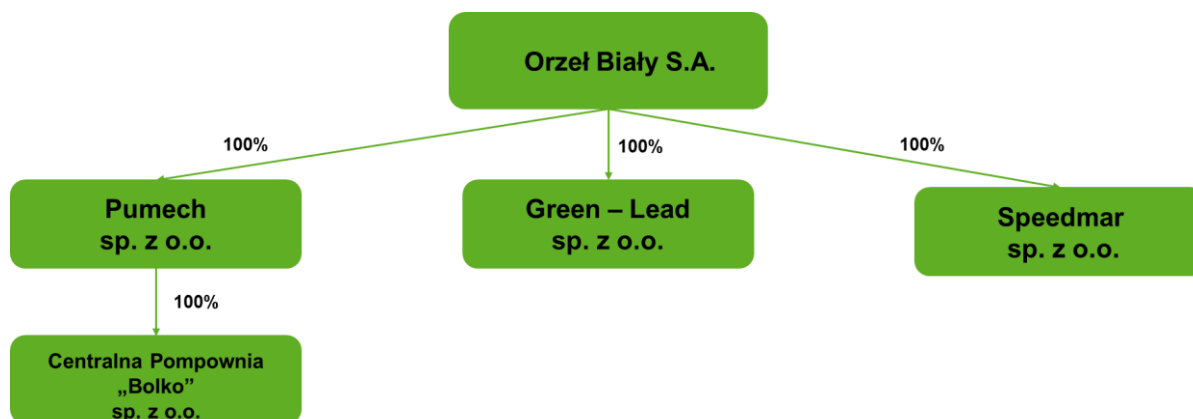 Orzeł Biały S.A.
100%
100%
100%
Pumech
sp. z o.o.
Green – Lead
sp. z o.o.
Speedmar
sp. z o.o.
100%
Centralna Pompownia
„Bolko”
sp. z o.o.